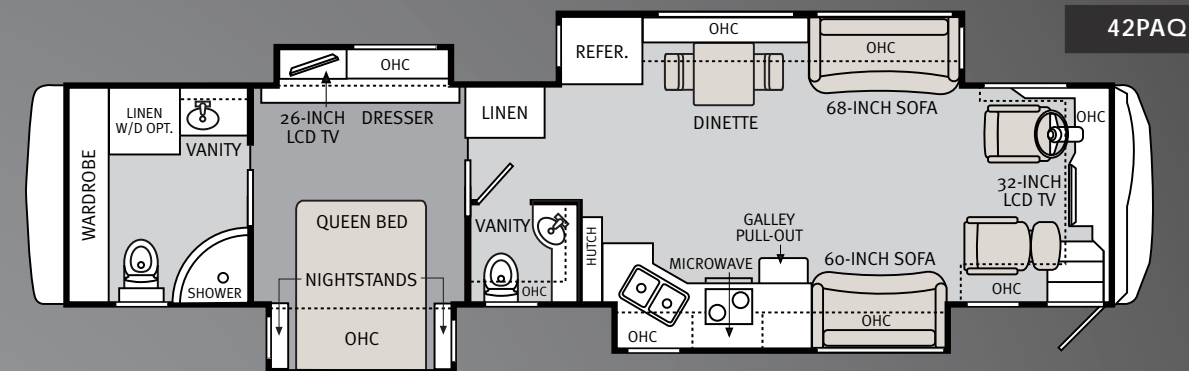 42PAQ
OHC
REFER.
OHC
OHC
26-INCH
LCD TV
DRESSER
LINEN
W/D OPT.
VANITY
WARDROBE
LINEN
DINETTE
68-INCH SOFA
OHC
32-INCH
LCD TV
QUEEN BED
NIGHTSTANDS
SHOWER
OHC
VANITY
OHC
HUTCH
GALLEY
PULL-OUT
MICROWAVE
60-INCH SOFA
OHC
OHC
OHC